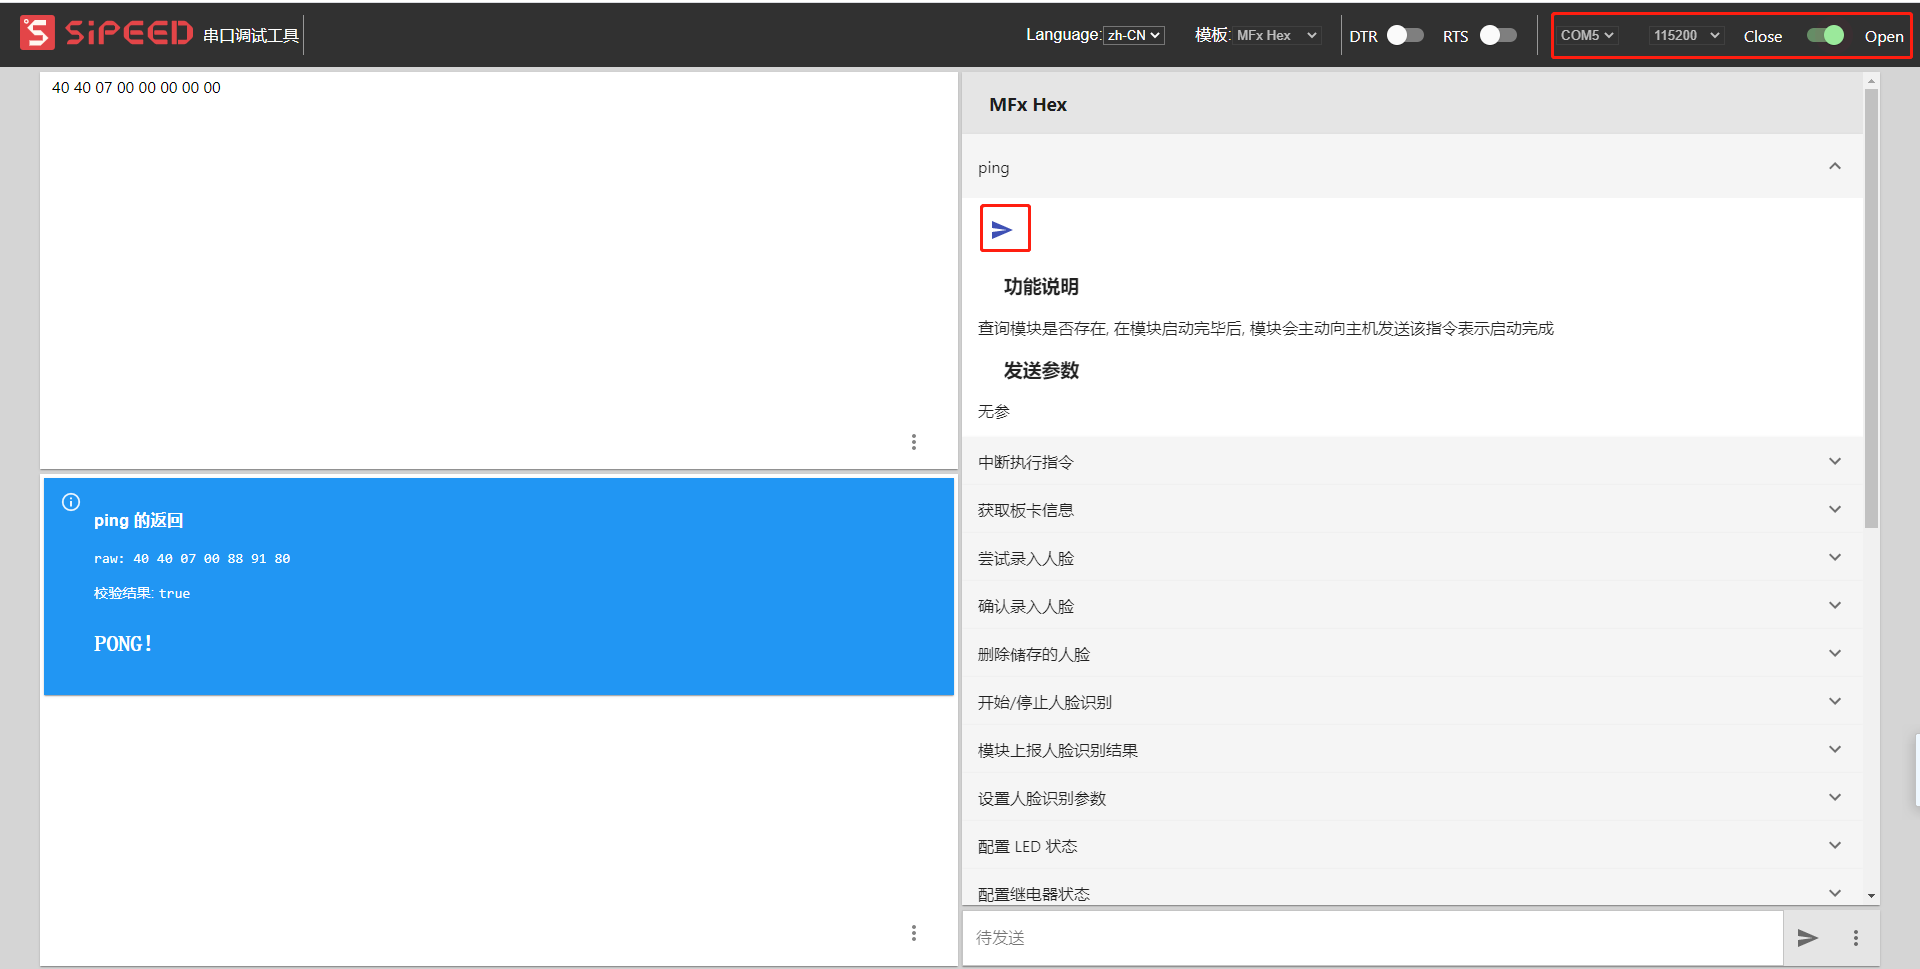 SiPEED 串口调试工具
Language: zh-CN
模板: MFx Hex
DTR
RTS
COM5
115200
Close
Open
40 40 07 00 00 00 00 00
ping 的返回
raw: 40 40 07 00 88 91 80
校验结果: true
PONG!
MFx Hex
ping
功能说明
查询模块是否存在, 在模块启动完毕后, 模块会主动向主机发送该指令表示启动完成
发送参数
无参
中断执行指令
获取板卡信息
尝试录入人脸
确认录入人脸
删除储存的人脸
开始/停止人脸识别
模块上报人脸识别结果
设置人脸识别参数
配置 LED 状态
配置继电器状态
待发送